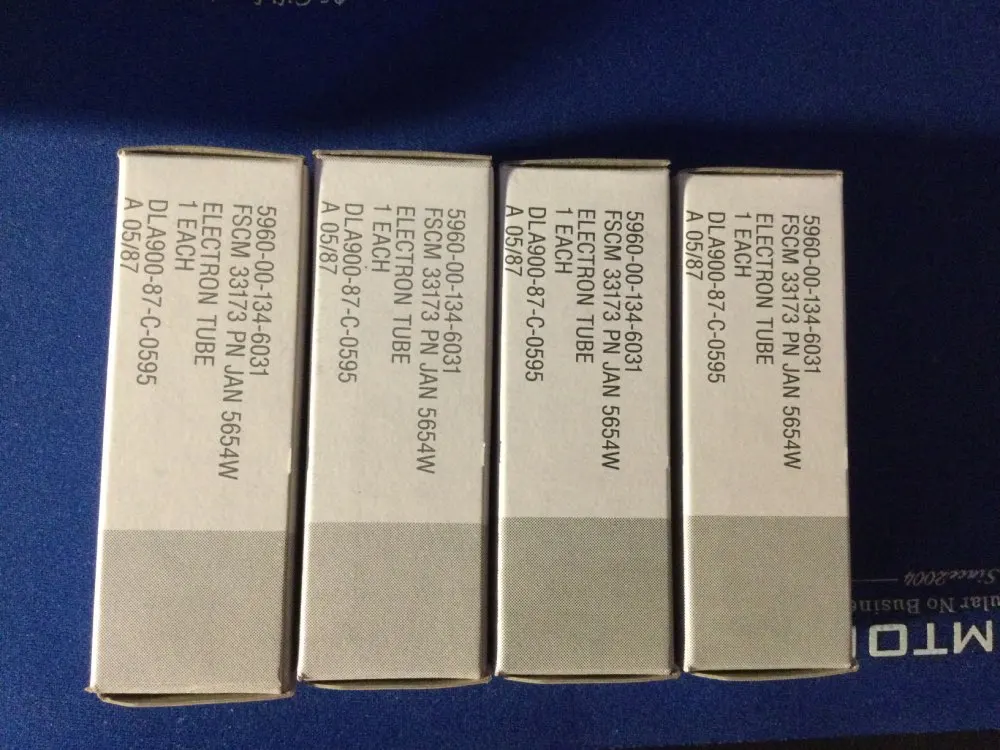 5960-00-134-6031
FSCM 33173 PN JAN 5654W
ELECTRON TUBE
1 EACH
DLA900-87-C-0595
A 05/87
5960-00-134-6031
FSCM 33173 PN JAN 5654W
ELECTRON TUBE
1 EACH
DLA900-87-C-0595
A 05/87
5960-00-134-6031
FSCM 33173 PN JAN 5654W
ELECTRON TUBE
1 EACH
DLA900-87-C-0595
A 05/87
5960-00-134-6031
FSCM 33173 PN JAN 5654W
ELECTRON TUBE
1 EACH
DLA900-87-C-0595
A 05/87
Since2004
No